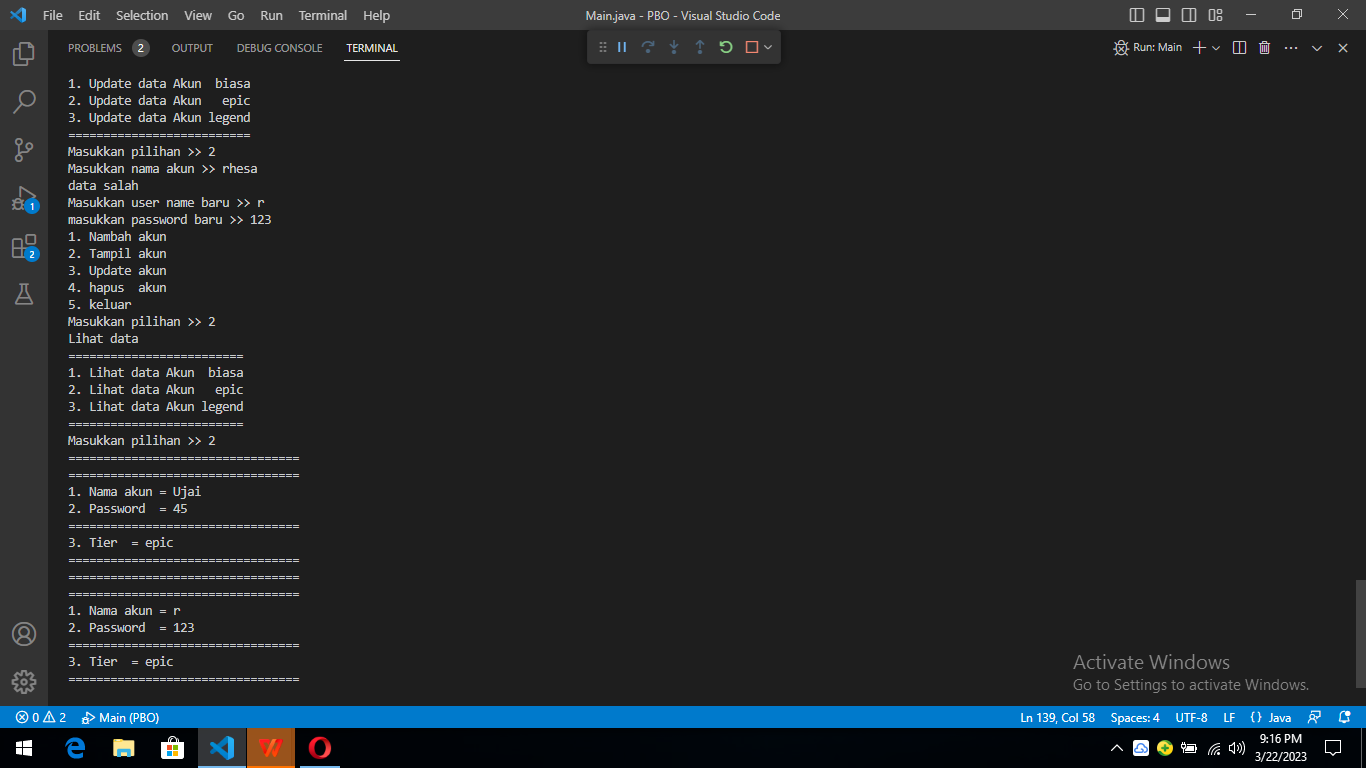 File Edit Selection View Go Run Terminal Help Main.java - PBO - Visual Studio Code
PROBLEMS 2 OUTPUT DEBUG CONSOLE TERMINAL Run: Main
1. Update data Akun  biasa
2. Update data Akun   epic
3. Update data Akun legend
==========================
Masukkan pilihan >> 2
Masukkan nama akun >> rhesa
data salah
Masukkan user name baru >> r
masukkan password baru >> 123
1. Nambah akun
2. Tampil akun
3. Update akun
4. hapus  akun
5. keluar
Masukkan pilihan >> 2
Lihat data
=========================
1. Lihat data Akun  biasa
2. Lihat data Akun   epic
3. Lihat data Akun legend
=========================
Masukkan pilihan >> 2
=================================
=================================
1. Nama akun = Ujai
2. Password  = 45
=================================
3. Tier  = epic
=================================
=================================
=================================
1. Nama akun = r
2. Password  = 123
=================================
3. Tier  = epic
=================================
1
2
Activate Windows
Go to Settings to activate Windows.
0 2 Main (PBO) Ln 139, Col 58 Spaces: 4 UTF-8 LF {} Java
9:16 PM
3/22/2023